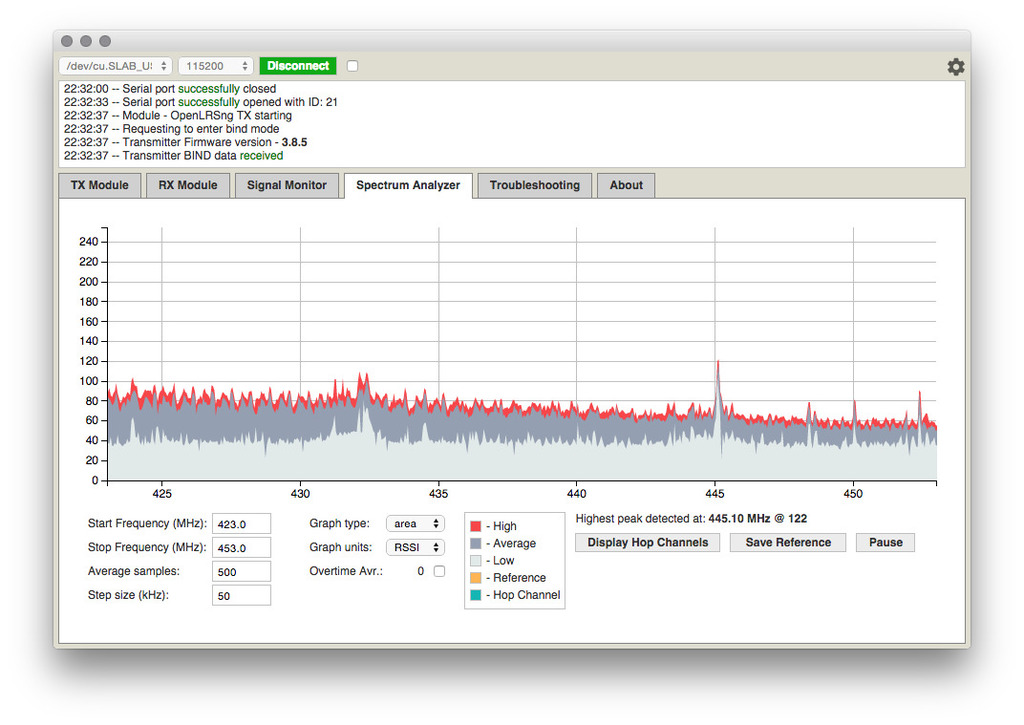 /dev/cu.SLAB_U: 115200 Disconnect
22:32:00 -- Serial port successfully closed
22:32:33 -- Serial port successfully opened with ID: 21
22:32:37 -- Module - OpenLRSng TX starting
22:32:37 -- Requesting to enter bind mode
22:32:37 -- Transmitter Firmware version - 3.8.5
22:32:37 -- Transmitter BIND data received
TX Module RX Module Signal Monitor Spectrum Analyzer Troubleshooting About
240
220
200
180
160
140
120
100
80
60
40
20
0
425 430 435 440 445 450
Start Frequency (MHz): 423.0
Stop Frequency (MHz): 453.0
Average samples: 500
Step size (kHz): 50
Graph type: area
Graph units: RSSI
Overtime Avr.: 0
- High
- Average
- Low
- Reference
- Hop Channel
Highest peak detected at: 445.10 MHz @ 122
Display Hop Channels Save Reference Pause